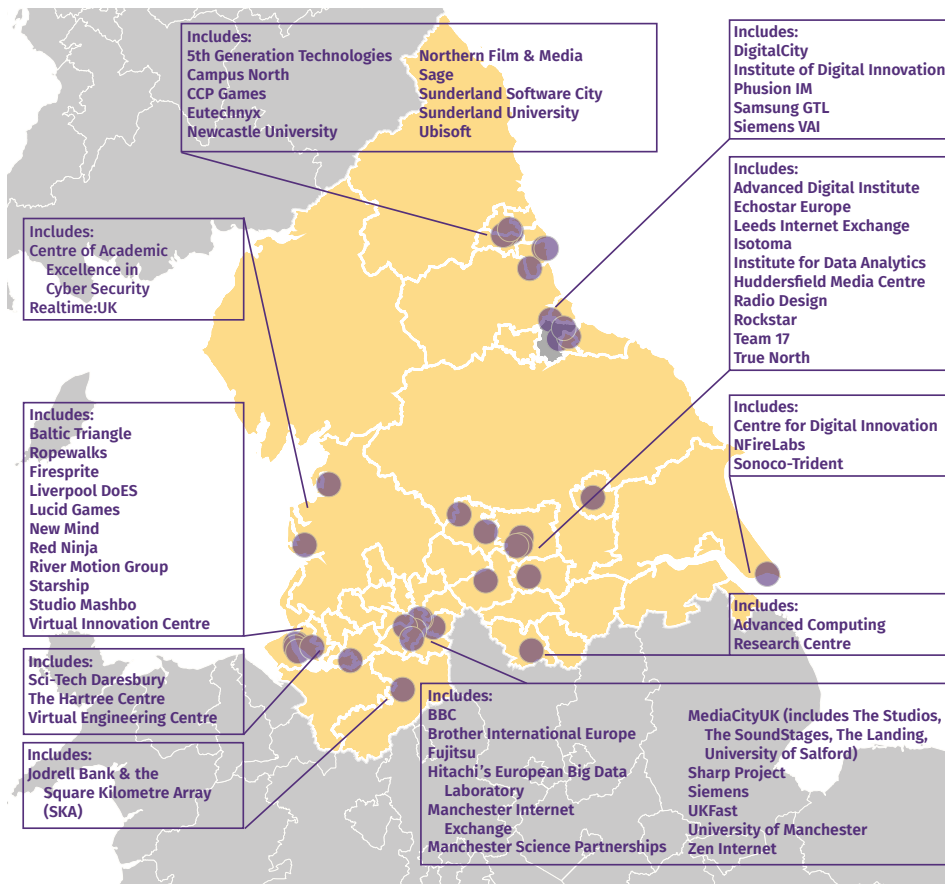 Includes:
5th Generation Technologies
Campus North
CCP Games
Eutechnyx
Newcastle University
Northern Film & Media
Sage
Sunderland Software City
Sunderland University
Ubisoft
Includes:
DigitalCity
Institute of Digital Innovation
Phusion IM
Samsung GTL
Siemens VAI
Includes:
Advanced Digital Institute
Echostar Europe
Leeds Internet Exchange
Isotoma
Institute for Data Analytics
Huddersfield Media Centre
Radio Design
Rockstar
Team 17
True North
Includes:
Centre of Academic
Excellence in
Cyber Security
Realtime:UK
Includes:
Centre for Digital Innovation
NFireLabs
Sonoco-Trident
Includes:
Baltic Triangle
Ropewalks
Firesprite
Liverpool DoES
Lucid Games
New Mind
Red Ninja
River Motion Group
Starship
Studio Mashbo
Virtual Innovation Centre
Includes:
Advanced Computing
Research Centre
Includes:
Sci-Tech Daresbury
The Hartree Centre
Virtual Engineering Centre
Includes:
Jodrell Bank & the
Square Kilometre Array
(SKA)
Includes:
BBC
Brother International Europe
Fujitsu
Hitachi's European Big Data
Laboratory
Manchester Internet
Exchange
Manchester Science Partnerships
MediaCityUK (includes The Studios,
The SoundStages, The Landing,
University of Salford)
Sharp Project
Siemens
UKFast
University of Manchester
Zen Internet